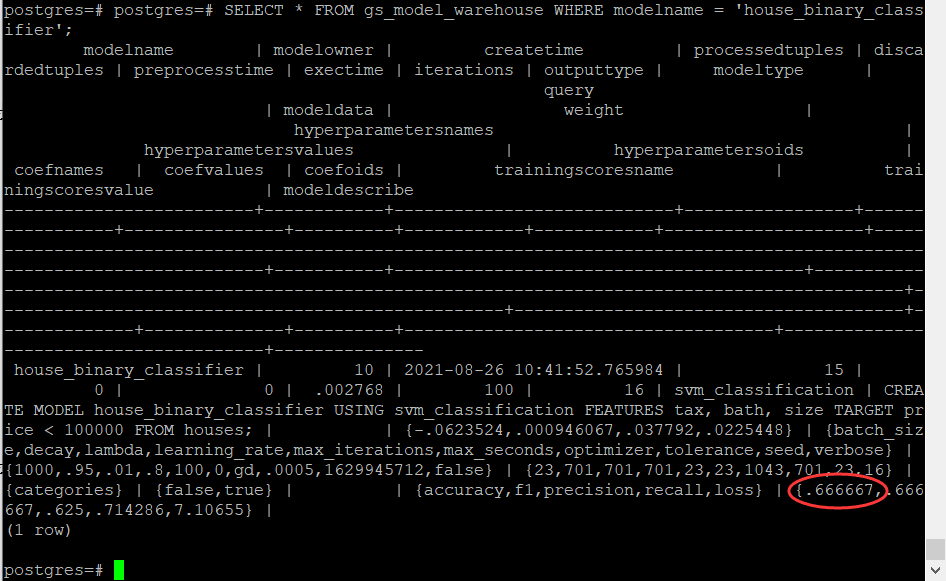 postgres=# postgres=# SELECT * FROM gs_model_warehouse WHERE modelname = 'house_binary_class
ifier';
        modelname        | modelowner |         createtime         | processedtuples | disca
rdedtuples | preprocesstime | exectime | iterations | outputtype |     modeltype      |
                                                      query
                          | modeldata |                 weight                  |
                             hyperparametersnames                                         |
              hyperparametersvalues               |          hyperparametersoids          |
 coefnames   |  coefvalues  | coefoids |         trainingscoresname          |          trai
ningscoresvalue           | modeldescribe
-------------------------+------------+----------------------------+-----------------+------
-----------+----------------+----------+------------+------------+--------------------+-----
--------------------------------------------------------------------------------------------
--------------------------+-----------+-----------------------------------------+-----------
------------------------------------------------------------------------------------------+-
--------------------------------------------------+---------------------------------------+-
-------------+--------------+----------+-------------------------------------+--------------
--------------------------+---------------
 house_binary_classifier |         10 | 2021-08-26 10:41:52.765984 |              15 |
         0 |              0 |  .002768 |        100 |         16 | svm_classification | CREA
TE MODEL house_binary_classifier USING svm_classification FEATURES tax, bath, size TARGET pr
ice < 100000 FROM houses; |           | {-.0623524,.000946067,.037792,.0225448} | {batch_siz
e,decay,lambda,learning_rate,max_iterations,max_seconds,optimizer,tolerance,seed,verbose} |
{1000,.95,.01,.8,100,0,gd,.0005,1629945712,false} | {23,701,701,701,23,23,1043,701,23,16} |
{categories} | {false,true} |          | {accuracy,f1,precision,recall,loss} | {.666667,.666
667,.625,.714286,7.10655} |
(1 row)
postgres=#